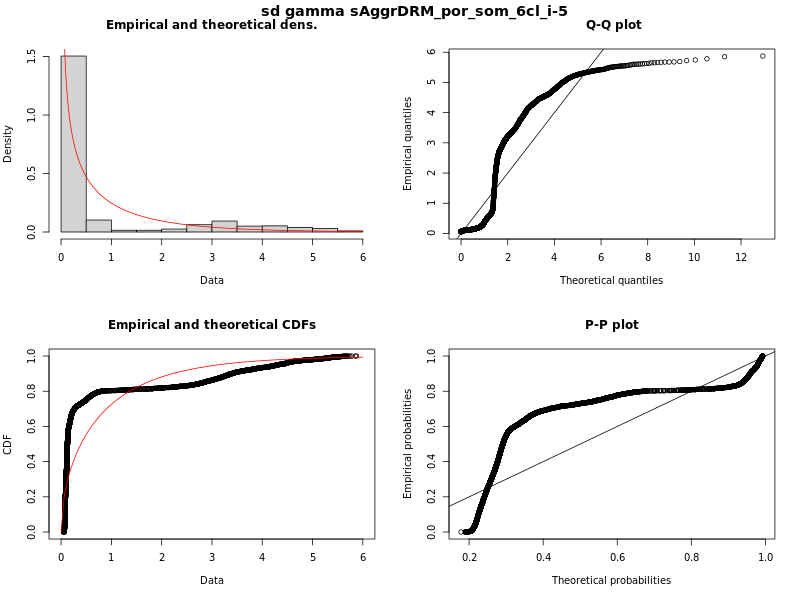 sd gamma sAggrDRM_por_som_6cl_i-5
Empirical and theoretical dens.
Density
0.0 0.5 1.0 1.5
0 1 2 3 4 5 6
Data
Q-Q plot
Empirical quantiles
0 1 2 3 4 5 6
0 2 4 6 8 10 12
Theoretical quantiles
Empirical and theoretical CDFs
CDF
0.0 0.2 0.4 0.6 0.8 1.0
0 1 2 3 4 5 6
Data
P-P plot
Empirical probabilities
0.0 0.2 0.4 0.6 0.8 1.0
0.2 0.4 0.6 0.8 1.0
Theoretical probabilities